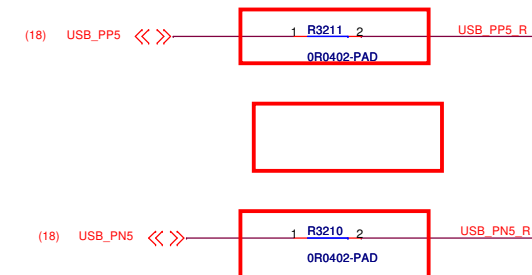 (18) USB_PP5 1 R3211 2 USB_PP5_R
0R0402-PAD
(18) USB_PN5 1 R3210 2 USB_PN5_R
0R0402-PAD